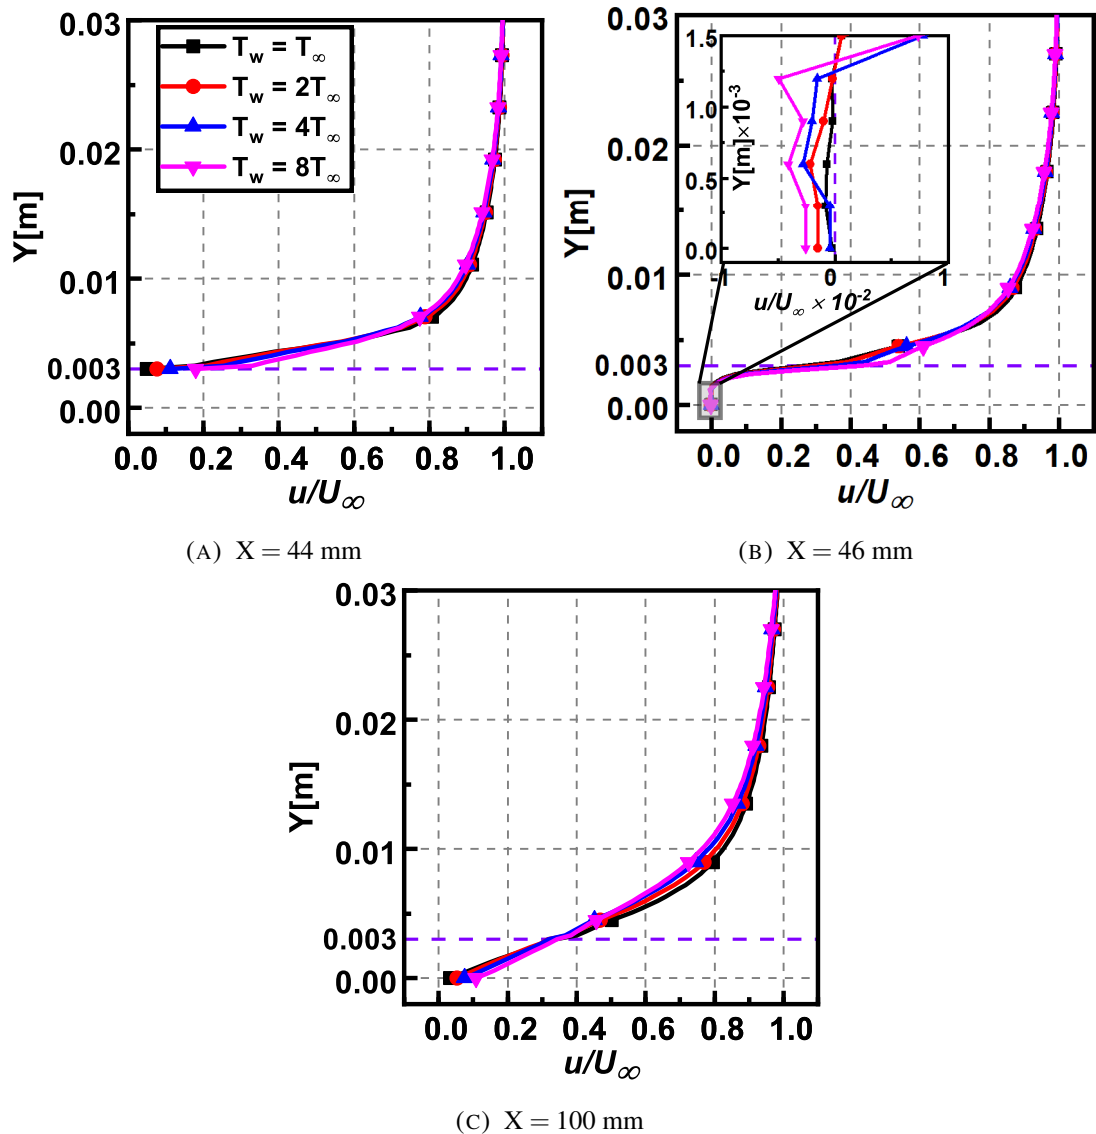 0.03
0.02
0.01
0.003
0.00
Y[m]
T_w = T_∞
T_w = 2T_∞
T_w = 4T_∞
T_w = 8T_∞
0.0 0.2 0.4 0.6 0.8 1.0
u/U_∞
(A) X = 44 mm
0.03
0.02
0.01
0.003
0.00
Y[m]
1.5
1.0
0.5
0.0
Y[m]×10^-3
-1 0 1
u/U_∞ × 10^-2
0.0 0.2 0.4 0.6 0.8 1.0
u/U_∞
(B) X = 46 mm
0.03
0.02
0.01
0.003
0.00
Y[m]
0.0 0.2 0.4 0.6 0.8 1.0
u/U_∞
(C) X = 100 mm